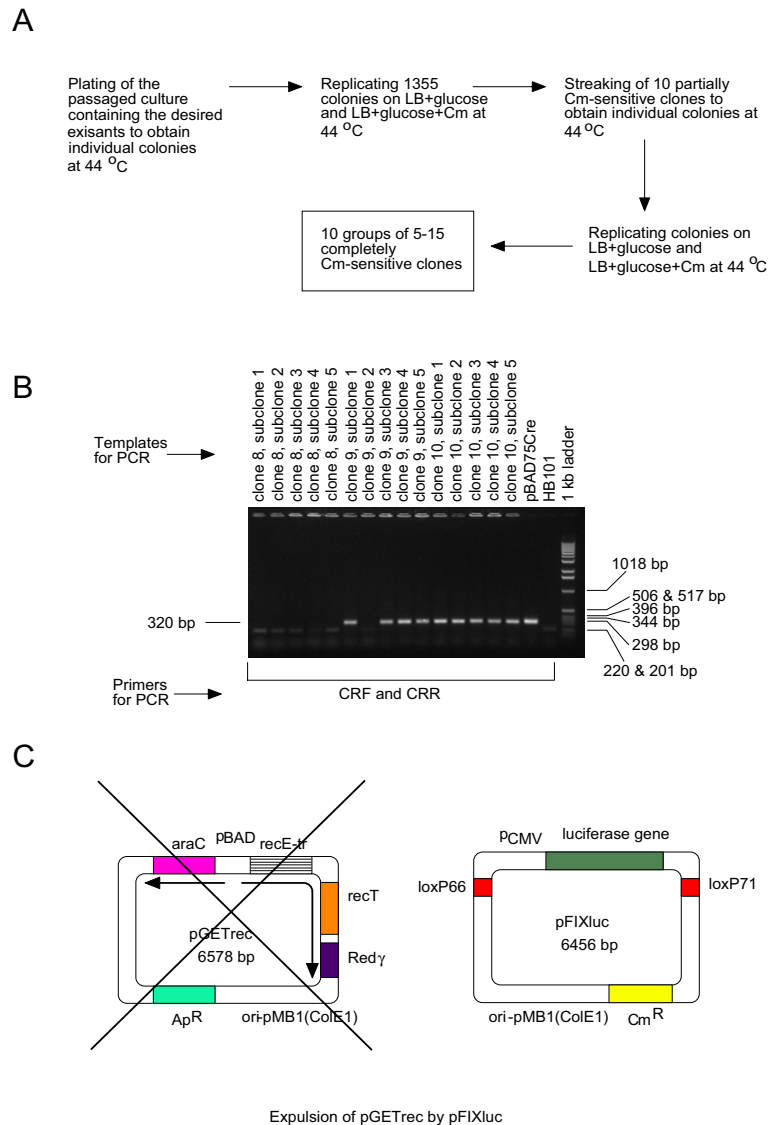 A
Plating of the
passaged culture
containing the desired
exisants to obtain
individual colonies
at 44 °C
Replicating 1355
colonies on LB+glucose
and LB+glucose+Cm at
44 °C
Streaking of 10 partially
Cm-sensitive clones to
obtain individual colonies at
44 °C
Replicating colonies on
LB+glucose and
LB+glucose+Cm at 44 °C
10 groups of 5-15
completely
Cm-sensitive clones
B
Templates
for PCR
clone 8, subclone 1
clone 8, subclone 2
clone 8, subclone 3
clone 8, subclone 4
clone 8, subclone 5
clone 9, subclone 1
clone 9, subclone 2
clone 9, subclone 3
clone 9, subclone 4
clone 9, subclone 5
clone 10, subclone 1
clone 10, subclone 2
clone 10, subclone 3
clone 10, subclone 4
clone 10, subclone 5
pBAD75Cre
HB101
1 kb ladder
320 bp
1018 bp
506 & 517 bp
396 bp
344 bp
298 bp
220 & 201 bp
Primers
for PCR
CRF and CRR
C
araC
pBAD
recE-tr
recT
pGETrec
6578 bp
Redγ
ApR
ori-pMB1(ColE1)
pCMV
luciferase gene
loxP66
loxP71
pFIXluc
6456 bp
ori-pMB1(ColE1)
CmR
Expulsion of pGETrec by pFIXluc